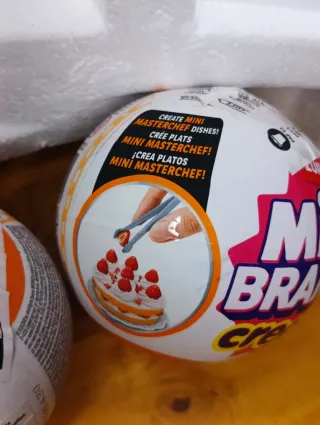 CREATE MINI
MASTERCHEF DISHES!
CRÉE PLATS
MINI MASTERCHEF!
¡CREA PLATOS
MINI MASTERCHEF!
MI
BRA
cre